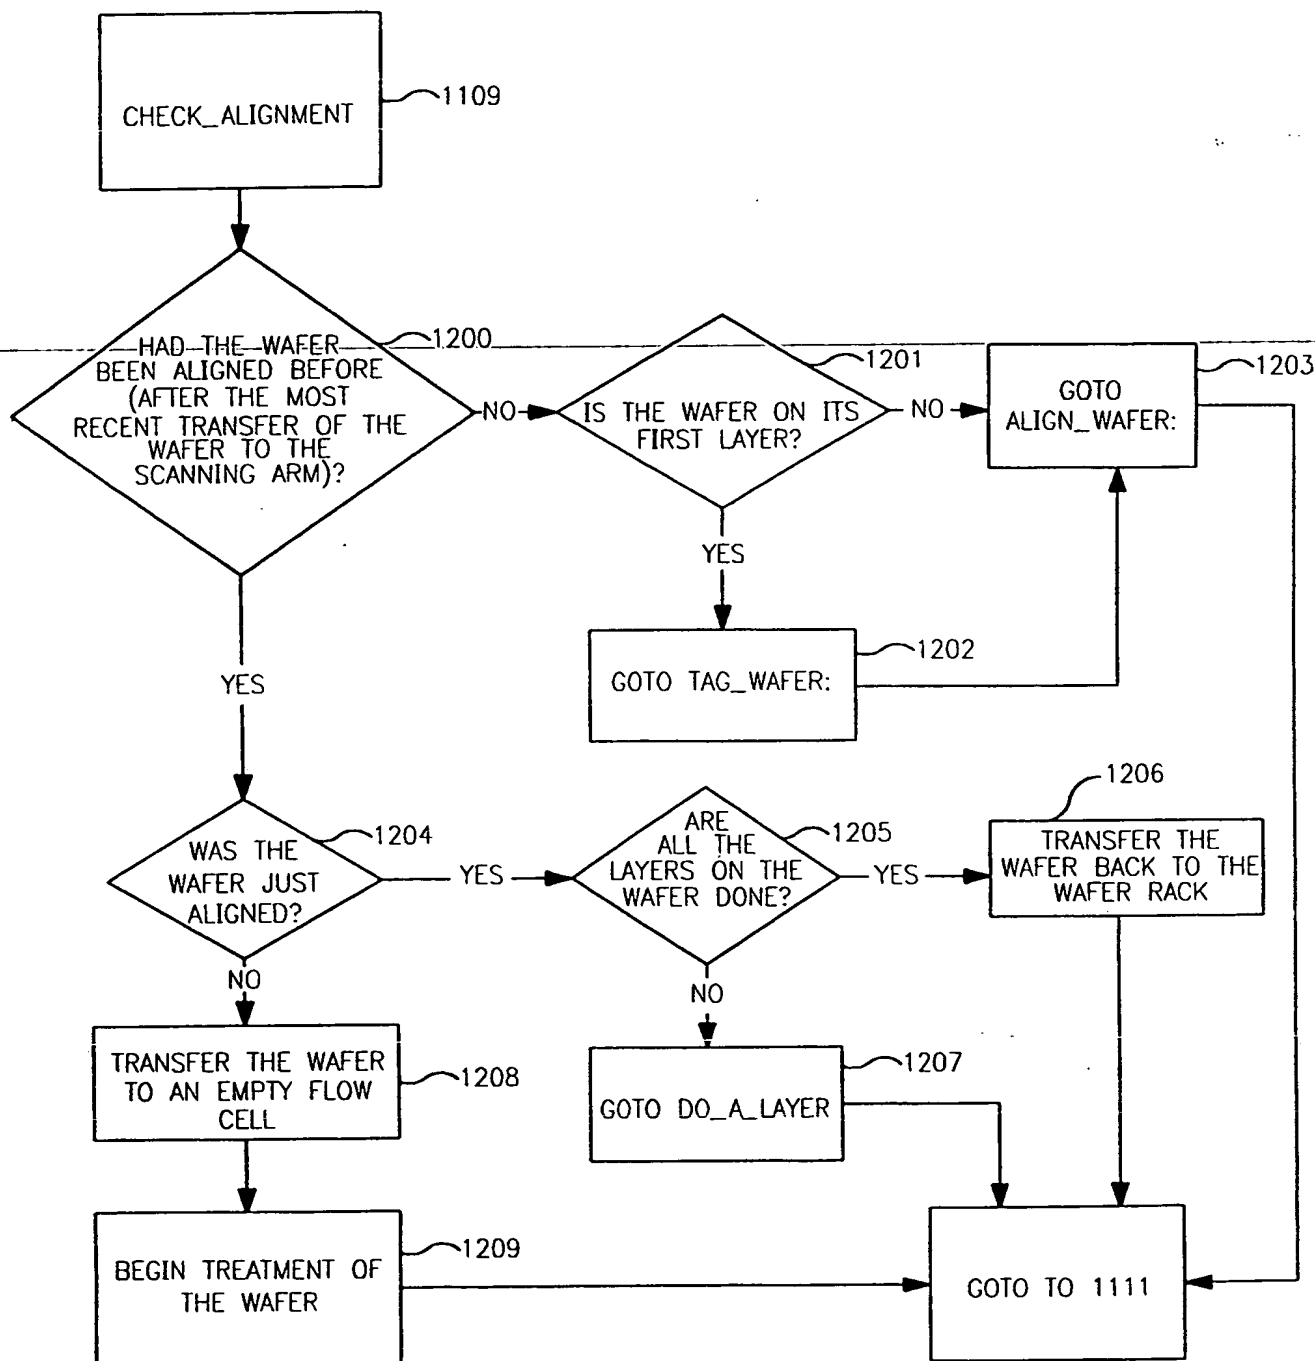 CHECK_ALIGNMENT
1109
HAD THE WAFER
BEEN ALIGNED BEFORE
(AFTER THE MOST
RECENT TRANSFER OF THE
WAFER TO THE
SCANNING ARM)?
1200
NO
IS THE WAFER ON ITS
FIRST LAYER?
1201
NO
GOTO
ALIGN_WAFER:
1203
YES
GOTO TAG_WAFER:
1202
YES
WAS THE
WAFER JUST
ALIGNED?
1204
YES
ARE
ALL THE
LAYERS ON THE
WAFER DONE?
1205
YES
TRANSFER THE
WAFER BACK TO THE
WAFER RACK
1206
NO
TRANSFER THE WAFER
TO AN EMPTY FLOW
CELL
1208
NO
GOTO DO_A_LAYER
1207
BEGIN TREATMENT OF
THE WAFER
1209
GOTO TO 1111